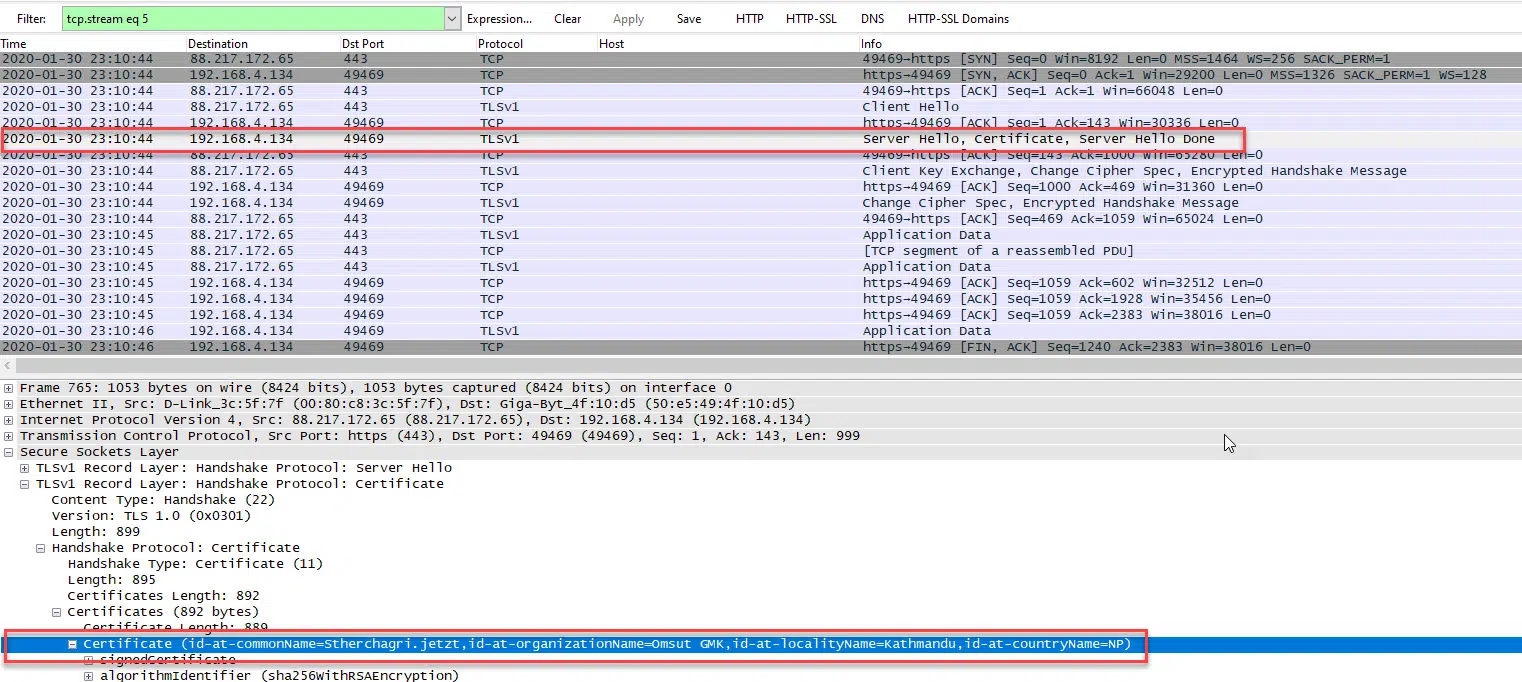 Filter: tcp.stream eq 5 Expression... Clear Apply Save HTTP HTTP-SSL DNS HTTP-SSL Domains
Time Destination Dst Port Protocol Host Info
2020-01-30 23:10:44 88.217.172.65 443 TCP 49469→https [SYN] Seq=0 Win=8192 Len=0 MSS=1464 WS=256 SACK_PERM=1
2020-01-30 23:10:44 192.168.4.134 49469 TCP https→49469 [SYN, ACK] Seq=0 Ack=1 Win=29200 Len=0 MSS=1326 SACK_PERM=1 WS=128
2020-01-30 23:10:44 88.217.172.65 443 TCP 49469→https [ACK] Seq=1 Ack=1 Win=66048 Len=0
2020-01-30 23:10:44 88.217.172.65 443 TLSv1 Client Hello
2020-01-30 23:10:44 192.168.4.134 49469 TCP https→49469 [ACK] Seq=1 Ack=143 Win=30336 Len=0
2020-01-30 23:10:44 192.168.4.134 49469 TLSv1 Server Hello, Certificate, Server Hello Done
2020-01-30 23:10:44 88.217.172.65 443 TCP 49469→https [ACK] Seq=143 Ack=1000 Win=65280 Len=0
2020-01-30 23:10:44 88.217.172.65 443 TLSv1 Client Key Exchange, Change Cipher Spec, Encrypted Handshake Message
2020-01-30 23:10:44 192.168.4.134 49469 TCP https→49469 [ACK] Seq=1000 Ack=469 Win=31360 Len=0
2020-01-30 23:10:44 192.168.4.134 49469 TLSv1 Change Cipher Spec, Encrypted Handshake Message
2020-01-30 23:10:44 88.217.172.65 443 TCP 49469→https [ACK] Seq=469 Ack=1059 Win=65024 Len=0
2020-01-30 23:10:45 88.217.172.65 443 TLSv1 Application Data
2020-01-30 23:10:45 88.217.172.65 443 TCP [TCP segment of a reassembled PDU]
2020-01-30 23:10:45 88.217.172.65 443 TLSv1 Application Data
2020-01-30 23:10:45 192.168.4.134 49469 TCP https→49469 [ACK] Seq=1059 Ack=602 Win=32512 Len=0
2020-01-30 23:10:45 192.168.4.134 49469 TCP https→49469 [ACK] Seq=1059 Ack=1928 Win=35456 Len=0
2020-01-30 23:10:45 192.168.4.134 49469 TCP https→49469 [ACK] Seq=1059 Ack=2383 Win=38016 Len=0
2020-01-30 23:10:46 192.168.4.134 49469 TLSv1 Application Data
2020-01-30 23:10:46 192.168.4.134 49469 TCP https→49469 [FIN, ACK] Seq=1240 Ack=2383 Win=38016 Len=0
Frame 765: 1053 bytes on wire (8424 bits), 1053 bytes captured (8424 bits) on interface 0
Ethernet II, Src: D-Link_3c:5f:7f (00:80:c8:3c:5f:7f), Dst: Giga-Byt_4f:10:d5 (50:e5:49:4f:10:d5)
Internet Protocol Version 4, Src: 88.217.172.65 (88.217.172.65), Dst: 192.168.4.134 (192.168.4.134)
Transmission Control Protocol, Src Port: https (443), Dst Port: 49469 (49469), Seq: 1, Ack: 143, Len: 999
Secure Sockets Layer
TLSv1 Record Layer: Handshake Protocol: Server Hello
TLSv1 Record Layer: Handshake Protocol: Certificate
Content Type: Handshake (22)
Version: TLS 1.0 (0x0301)
Length: 899
Handshake Protocol: Certificate
Handshake Type: Certificate (11)
Length: 895
Certificates Length: 892
Certificates (892 bytes)
Certificate Length: 889
Certificate (id-at-commonName=Stherchagri.jetzt,id-at-organizationName=Omsut GMK,id-at-localityName=Kathmandu,id-at-countryName=NP)
signedCertificate
algorithmIdentifier (sha256WithRSAEncryption)